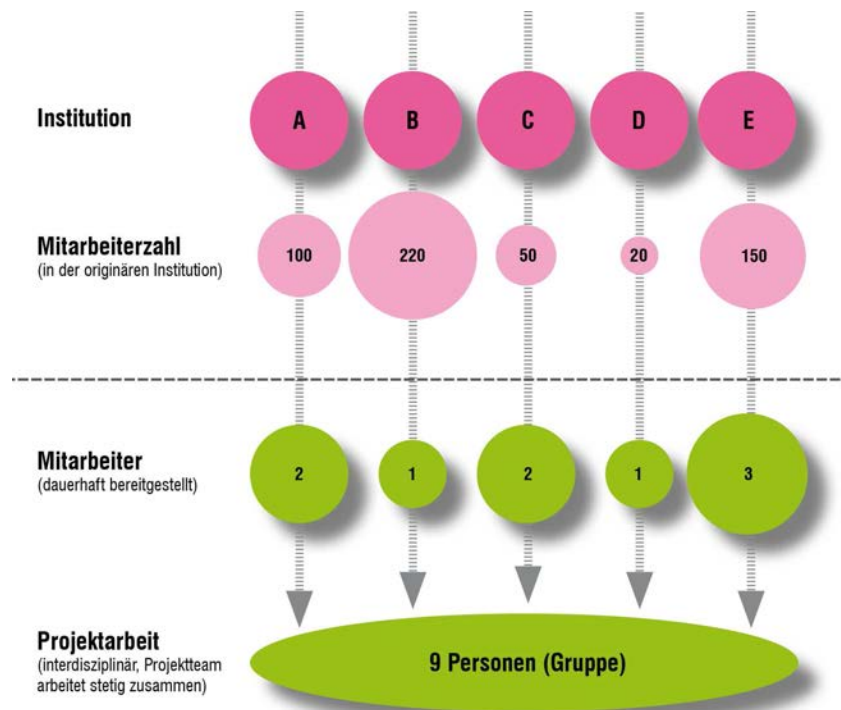 Institution
A B C D E
Mitarbeiterzahl
(in der originären Institution)
100 220 50 20 150
Mitarbeiter
(dauerhaft bereitgestellt)
2 1 2 1 3
Projektarbeit
(interdisziplinär, Projektteam
arbeitet stetig zusammen)
9 Personen (Gruppe)